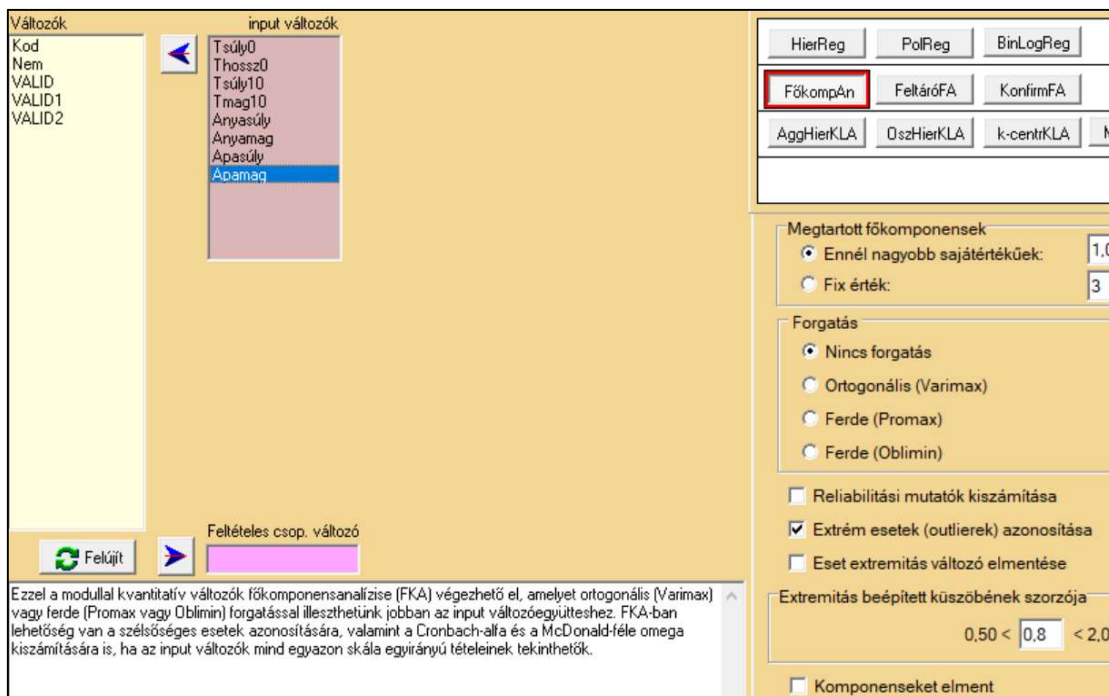 Változók
Kod
Nem
VALID
VALID1
VALID2
input változók
Tsúly0
Thossz0
Tsúly10
Tmag10
Anyasúly
Anyamag
Apasúly
Apamag
Felújít
Feltételes csop. változó
Ezzel a modullal kvantitatív változók főkomponensanalízise (FKA) végezhető el, amelyet ortogonális (Varimax)
vagy ferde (Promax vagy Oblimin) forgatással illeszthetünk jobban az input változóegyütteshez. FKA-ban
lehetőség van a szélsőséges esetek azonosítására, valamint a Cronbach-alfa és a McDonald-féle omega
kiszámítására is, ha az input változók mind egyazon skála egyirányú tételeinek tekinthetők.
HierReg PolReg BinLogReg
FőkompAn FeltáróFA KonfirmFA
AggHierKLA OszHierKLA k-centrKLA
Megtartott főkomponensek
Ennél nagyobb sajátértékűek: 1,0
Fix érték: 3
Forgatás
Nincs forgatás
Ortogonális (Varimax)
Ferde (Promax)
Ferde (Oblimin)
Reliabilitási mutatók kiszámítása
Extrém esetek (outlierek) azonosítása
Eset extremitás változó elmentése
Extremitás beépített küszöbének szorzója
0,50 < 0,8 < 2,0
Komponenseket elment